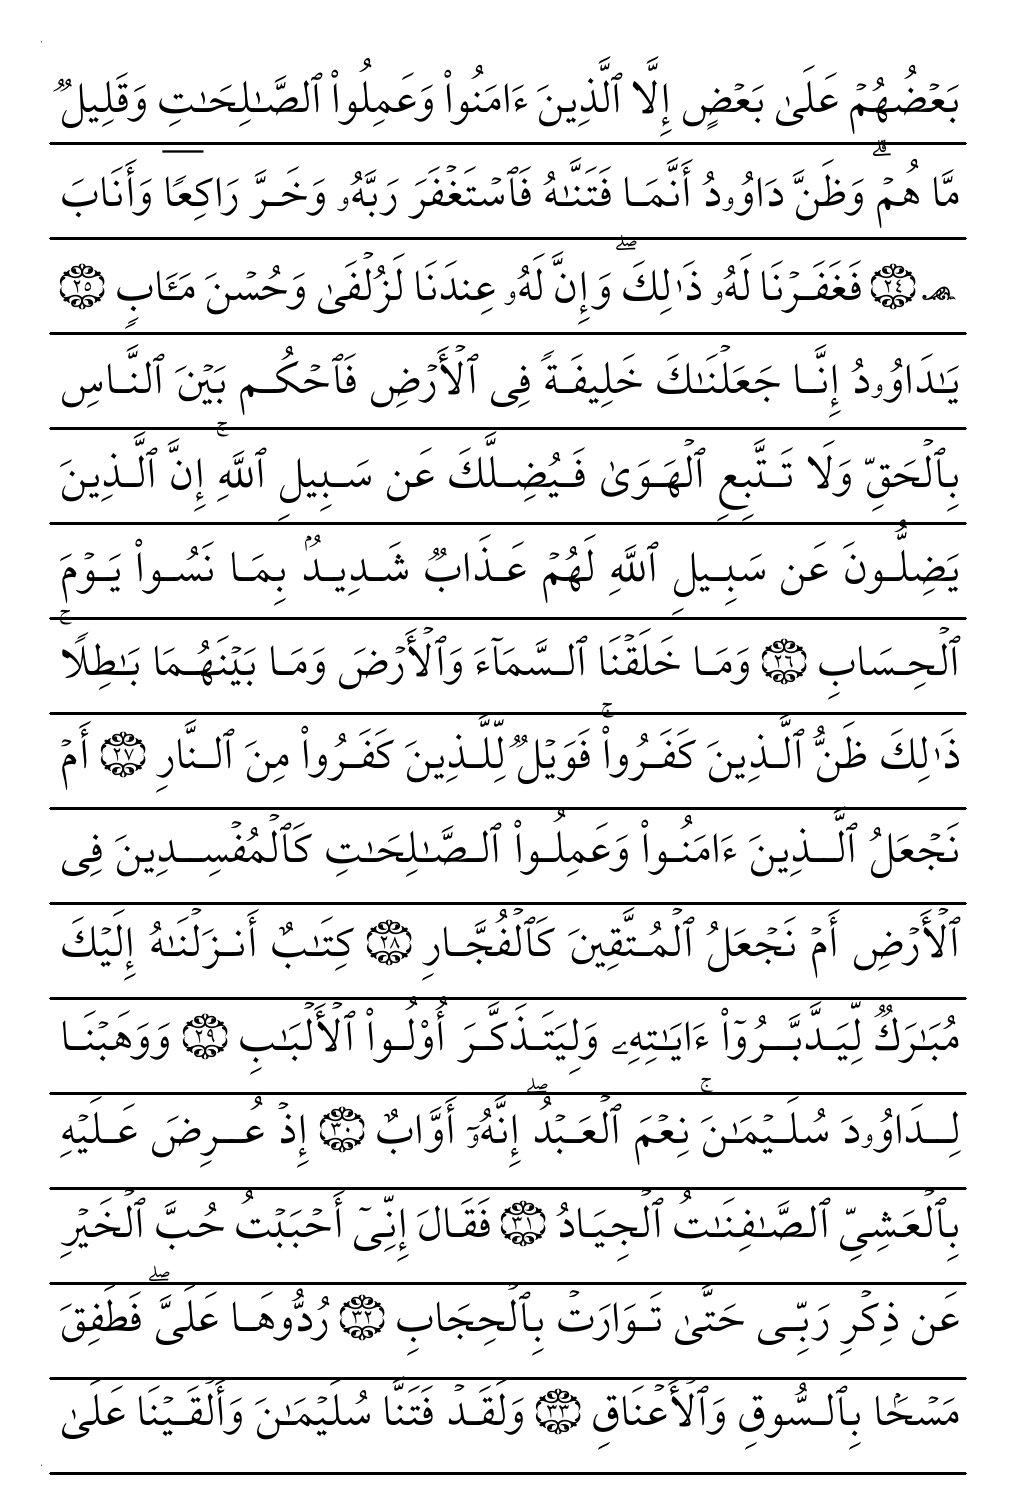 بَعۡضُهُمۡ عَلَىٰ بَعۡضٍ إِلَّا ٱلَّذِينَ ءَامَنُوا۟ وَعَمِلُوا۟ ٱلصَّـٰلِحَـٰتِ وَقَلِيلٌ
مَّا هُمۡۗ وَظَنَّ دَاوُۥدُ أَنَّمَا فَتَنَّـٰهُ فَٱسۡتَغۡفَرَ رَبَّهُۥ وَخَرَّ رَاكِعًا وَأَنَابَ
۩ ﴿٢٤﴾ فَغَفَرۡنَا لَهُۥ ذَٰلِكَۖ وَإِنَّ لَهُۥ عِندَنَا لَزُلۡفَىٰ وَحُسۡنَ مَـَٔابٍ ﴿٢٥﴾
يَـٰدَاوُۥدُ إِنَّا جَعَلۡنَـٰكَ خَلِيفَةً فِى ٱلۡأَرۡضِ فَٱحۡكُم بَيۡنَ ٱلنَّاسِ
بِٱلۡحَقِّ وَلَا تَتَّبِعِ ٱلۡهَوَىٰ فَيُضِلَّكَ عَن سَبِيلِ ٱللَّهِۚ إِنَّ ٱلَّذِينَ
يَضِلُّونَ عَن سَبِيلِ ٱللَّهِ لَهُمۡ عَذَابٌ شَدِيدُۢ بِمَا نَسُوا۟ يَوۡمَ
ٱلۡحِسَابِ ﴿٢٦﴾ وَمَا خَلَقۡنَا ٱلسَّمَآءَ وَٱلۡأَرۡضَ وَمَا بَيۡنَهُمَا بَـٰطِلًاۚ
ذَٰلِكَ ظَنُّ ٱلَّذِينَ كَفَرُوا۟ۚ فَوَيۡلٌ لِّلَّذِينَ كَفَرُوا۟ مِنَ ٱلنَّارِ ﴿٢٧﴾ أَمۡ
نَجۡعَلُ ٱلَّذِينَ ءَامَنُوا۟ وَعَمِلُوا۟ ٱلصَّـٰلِحَـٰتِ كَٱلۡمُفۡسِدِينَ فِى
ٱلۡأَرۡضِ أَمۡ نَجۡعَلُ ٱلۡمُتَّقِينَ كَٱلۡفُجَّارِ ﴿٢٨﴾ كِتَـٰبٌ أَنزَلۡنَـٰهُ إِلَيۡكَ
مُبَـٰرَكٌ لِّيَدَّبَّرُوٓا۟ ءَايَـٰتِهِۦ وَلِيَتَذَكَّرَ أُو۟لُوا۟ ٱلۡأَلۡبَـٰبِ ﴿٢٩﴾ وَوَهَبۡنَا
لِدَاوُۥدَ سُلَيۡمَـٰنَۚ نِعۡمَ ٱلۡعَبۡدُۖ إِنَّهُۥٓ أَوَّابٌ ﴿٣٠﴾ إِذۡ عُرِضَ عَلَيۡهِ
بِٱلۡعَشِىِّ ٱلصَّـٰفِنَـٰتُ ٱلۡجِيَادُ ﴿٣١﴾ فَقَالَ إِنِّىٓ أَحۡبَبۡتُ حُبَّ ٱلۡخَيۡرِ
عَن ذِكۡرِ رَبِّى حَتَّىٰ تَوَارَتۡ بِٱلۡحِجَابِ ﴿٣٢﴾ رُدُّوهَا عَلَىَّۖ فَطَفِقَ
مَسۡحًۢا بِٱلسُّوقِ وَٱلۡأَعۡنَاقِ ﴿٣٣﴾ وَلَقَدۡ فَتَنَّا سُلَيۡمَـٰنَ وَأَلۡقَيۡنَا عَلَىٰ